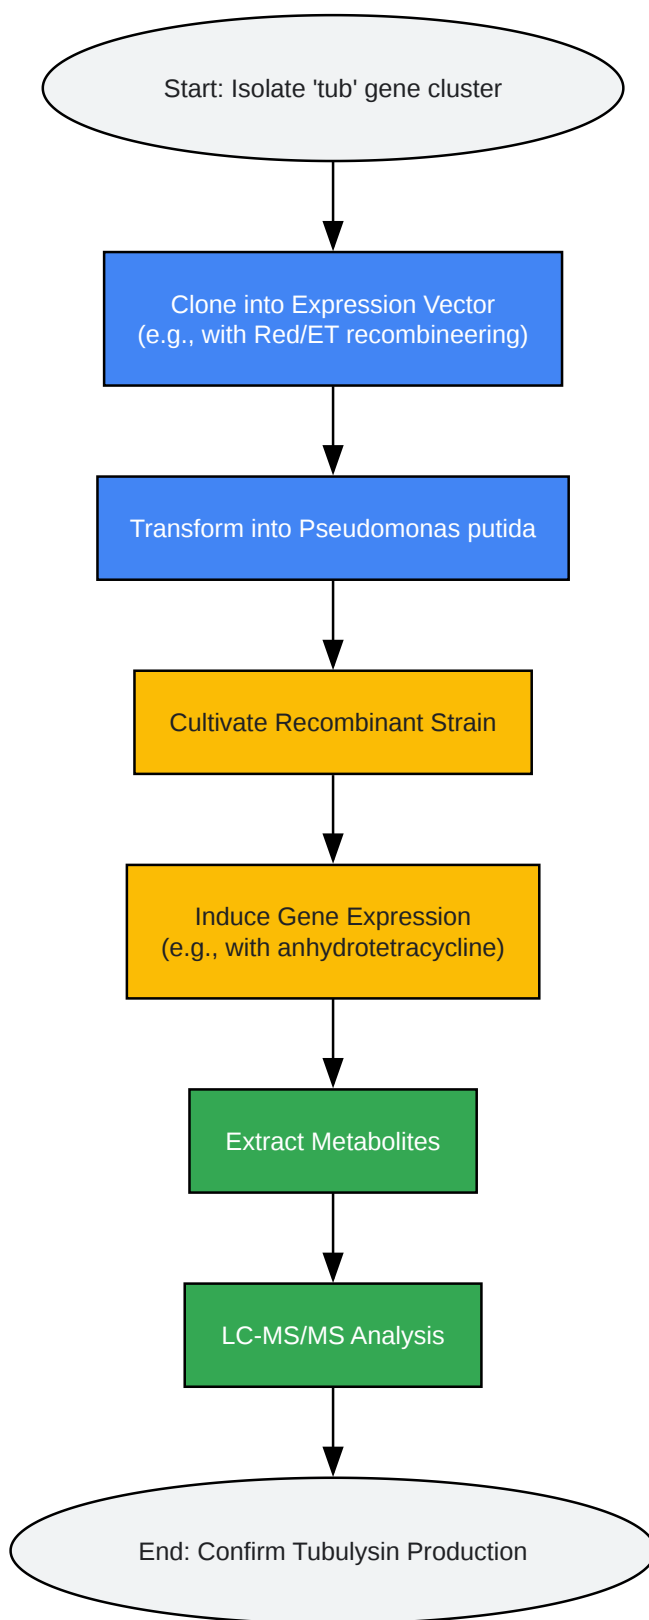 Start: Isolate 'tub' gene cluster
Clone into Expression Vector
(e.g., with Red/ET recombineering)
Transform into Pseudomonas putida
Cultivate Recombinant Strain
Induce Gene Expression
(e.g., with anhydrotetracycline)
Extract Metabolites
LC-MS/MS Analysis
End: Confirm Tubulysin Production